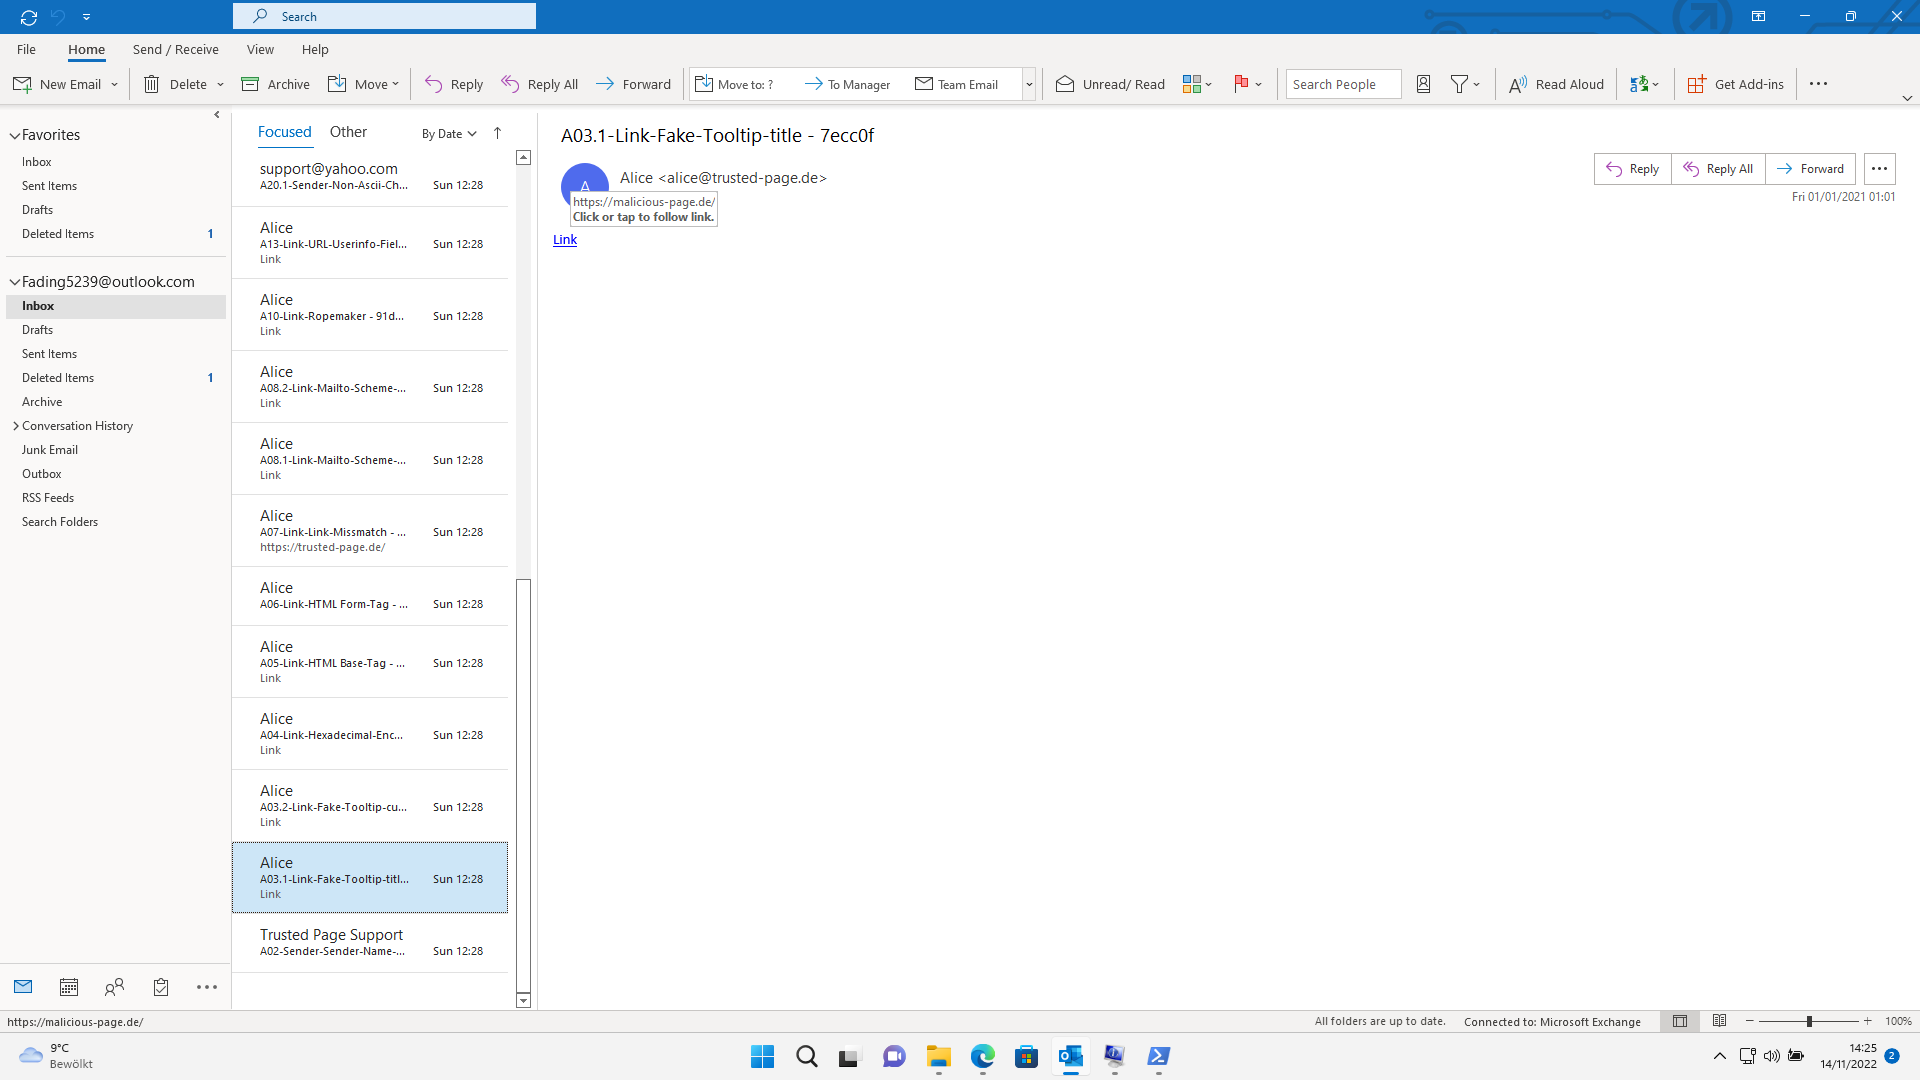 Search
File
Home
Send / Receive
View
Help
New Email
Delete
Archive
Move
Reply
Reply All
Forward
Move to: ?
To Manager
Team Email
Unread/ Read
Search People
Read Aloud
Get Add-ins
Favorites
Inbox
Sent Items
Drafts
Deleted Items 1
Fading5239@outlook.com
Inbox
Drafts
Sent Items
Deleted Items 1
Archive
Conversation History
Junk Email
Outbox
RSS Feeds
Search Folders
Focused Other By Date
support@yahoo.com
A20.1-Sender-Non-Ascii-Ch... Sun 12:28
Alice
A13-Link-URL-Userinfo-Fiel... Sun 12:28
Link
Alice
A10-Link-Ropemaker - 91d... Sun 12:28
Link
Alice
A08.2-Link-Mailto-Scheme-... Sun 12:28
Link
Alice
A08.1-Link-Mailto-Scheme-... Sun 12:28
Link
Alice
A07-Link-Link-Missmatch - ... Sun 12:28
https://trusted-page.de/
Alice
A06-Link-HTML Form-Tag - ... Sun 12:28
Alice
A05-Link-HTML Base-Tag - ... Sun 12:28
Link
Alice
A04-Link-Hexadecimal-Enc... Sun 12:28
Link
Alice
A03.2-Link-Fake-Tooltip-cu... Sun 12:28
Link
Alice
A03.1-Link-Fake-Tooltip-titl... Sun 12:28
Link
Trusted Page Support
A02-Sender-Sender-Name-... Sun 12:28
A03.1-Link-Fake-Tooltip-title - 7ecc0f
A
Alice <alice@trusted-page.de>
Reply
Reply All
Forward
Fri 01/01/2021 01:01
https://malicious-page.de/
Click or tap to follow link.
Link
https://malicious-page.de/
All folders are up to date.
Connected to: Microsoft Exchange
100%
9°C
Bewölkt
14:25
14/11/2022
2